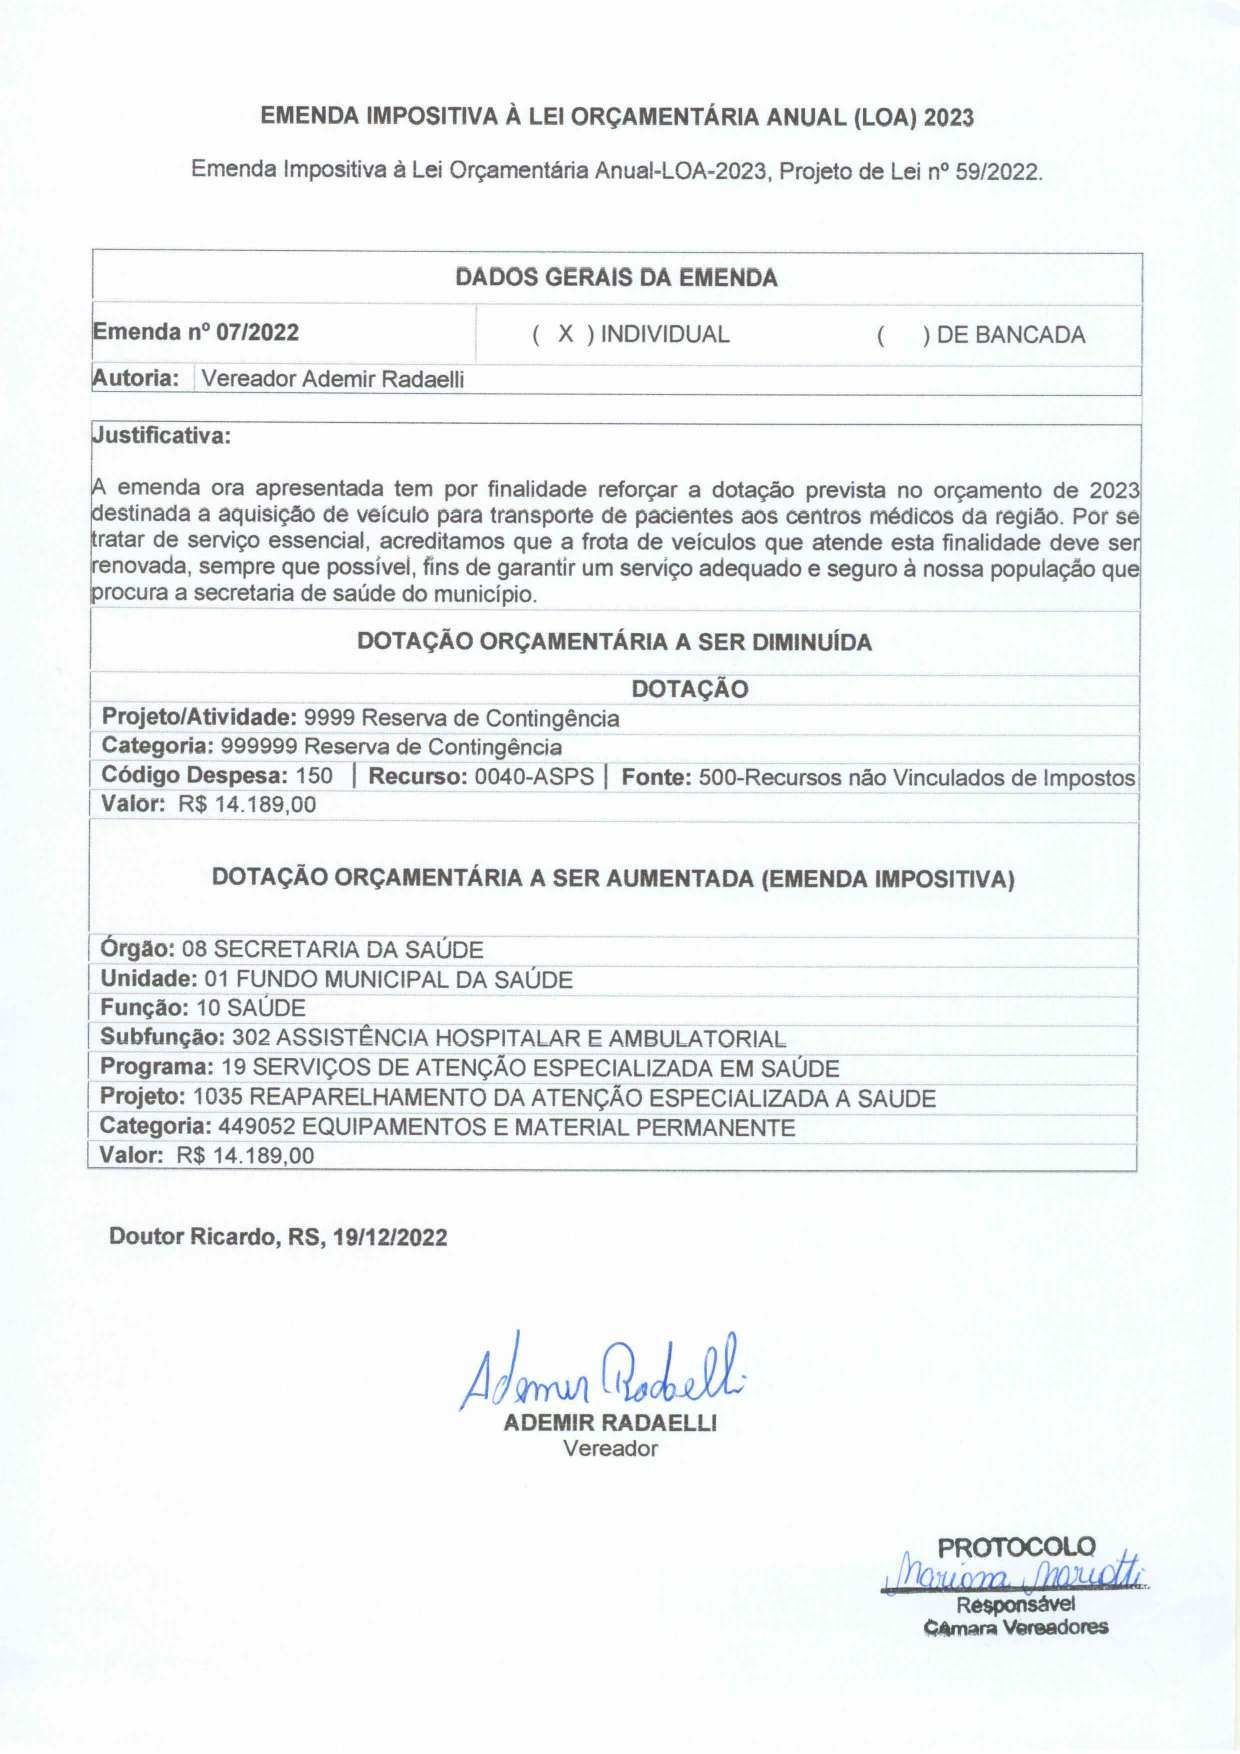 EMENDA IMPOSITIVA À LEI ORÇAMENTÁRIA ANUAL (LOA) 2023
Emenda Impositiva à Lei Orçamentária Anual-LOA-2023, Projeto de Lei nº 59/2022.
DADOS GERAIS DA EMENDA
Emenda nº 07/2022 ( X ) INDIVIDUAL ( ) DE BANCADA
Autoria: Vereador Ademir Radaelli
Justificativa:
A emenda ora apresentada tem por finalidade reforçar a dotação prevista no orçamento de 2023
destinada a aquisição de veículo para transporte de pacientes aos centros médicos da região. Por se
tratar de serviço essencial, acreditamos que a frota de veículos que atende esta finalidade deve ser
renovada, sempre que possível, fins de garantir um serviço adequado e seguro à nossa população que
procura a secretaria de saúde do município.
DOTAÇÃO ORÇAMENTÁRIA A SER DIMINUÍDA
DOTAÇÃO
Projeto/Atividade: 9999 Reserva de Contingência
Categoria: 999999 Reserva de Contingência
Código Despesa: 150 | Recurso: 0040-ASPS | Fonte: 500-Recursos não Vinculados de Impostos
Valor: R$ 14.189,00
DOTAÇÃO ORÇAMENTÁRIA A SER AUMENTADA (EMENDA IMPOSITIVA)
Órgão: 08 SECRETARIA DA SAÚDE
Unidade: 01 FUNDO MUNICIPAL DA SAÚDE
Função: 10 SAÚDE
Subfunção: 302 ASSISTÊNCIA HOSPITALAR E AMBULATORIAL
Programa: 19 SERVIÇOS DE ATENÇÃO ESPECIALIZADA EM SAÚDE
Projeto: 1035 REAPARELHAMENTO DA ATENÇÃO ESPECIALIZADA A SAUDE
Categoria: 449052 EQUIPAMENTOS E MATERIAL PERMANENTE
Valor: R$ 14.189,00
Doutor Ricardo, RS, 19/12/2022
Ademir Radaelli
ADEMIR RADAELLI
Vereador
PROTOCOLO
Mariana Mariotti
Responsável
Câmara Vereadores